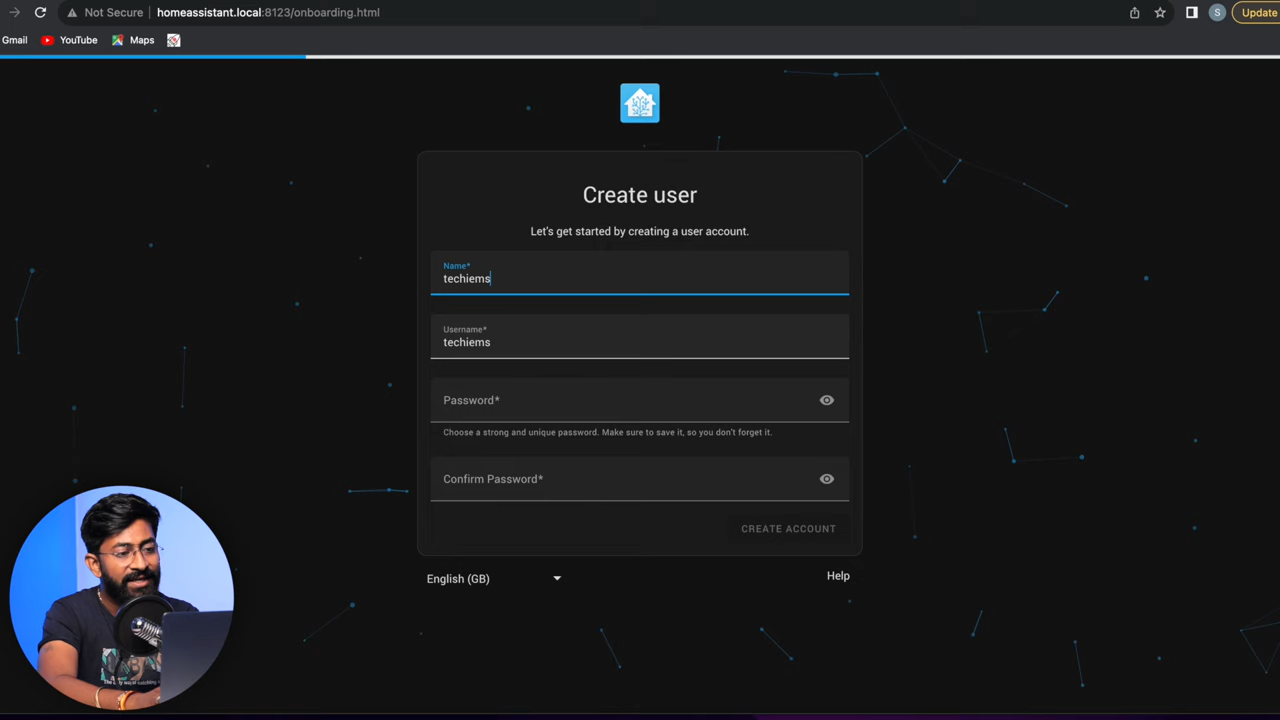 Not Secure homeassistant.local:8123/onboarding.html S Update
Gmail YouTube Maps
Create user
Let's get started by creating a user account.
Name*
techiems
Username*
techiems
Password*
Choose a strong and unique password. Make sure to save it, so you don't forget it.
Confirm Password*
CREATE ACCOUNT
English (GB) Help